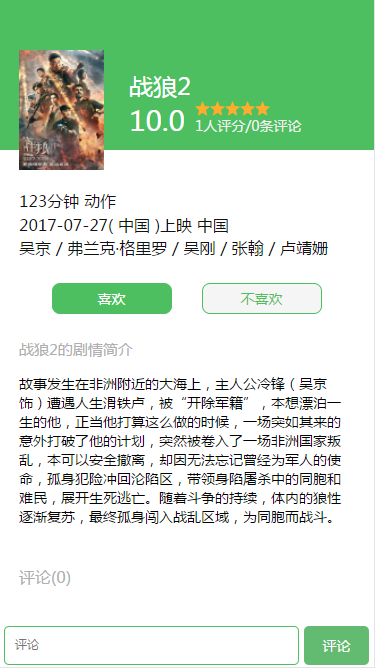 战狼2
10.0
1人评分/0条评论
123分钟 动作
2017-07-27( 中国 )上映 中国
吴京 / 弗兰克·格里罗 / 吴刚 / 张翰 / 卢靖姗
喜欢
不喜欢
战狼2的剧情简介
故事发生在非洲附近的大海上，主人公冷锋（吴京
饰）遭遇人生滑铁卢，被“开除军籍”，本想漂泊一
生的他，正当他打算这么做的时候，一场突如其来的
意外打破了他的计划，突然被卷入了一场非洲国家叛
乱，本可以安全撤离，却因无法忘记曾经为军人的使
命，孤身犯险冲回沦陷区，带领身陷屠杀中的同胞和
难民，展开生死逃亡。随着斗争的持续，体内的狼性
逐渐复苏，最终孤身闯入战乱区域，为同胞而战斗。
评论(0)
评论
评论